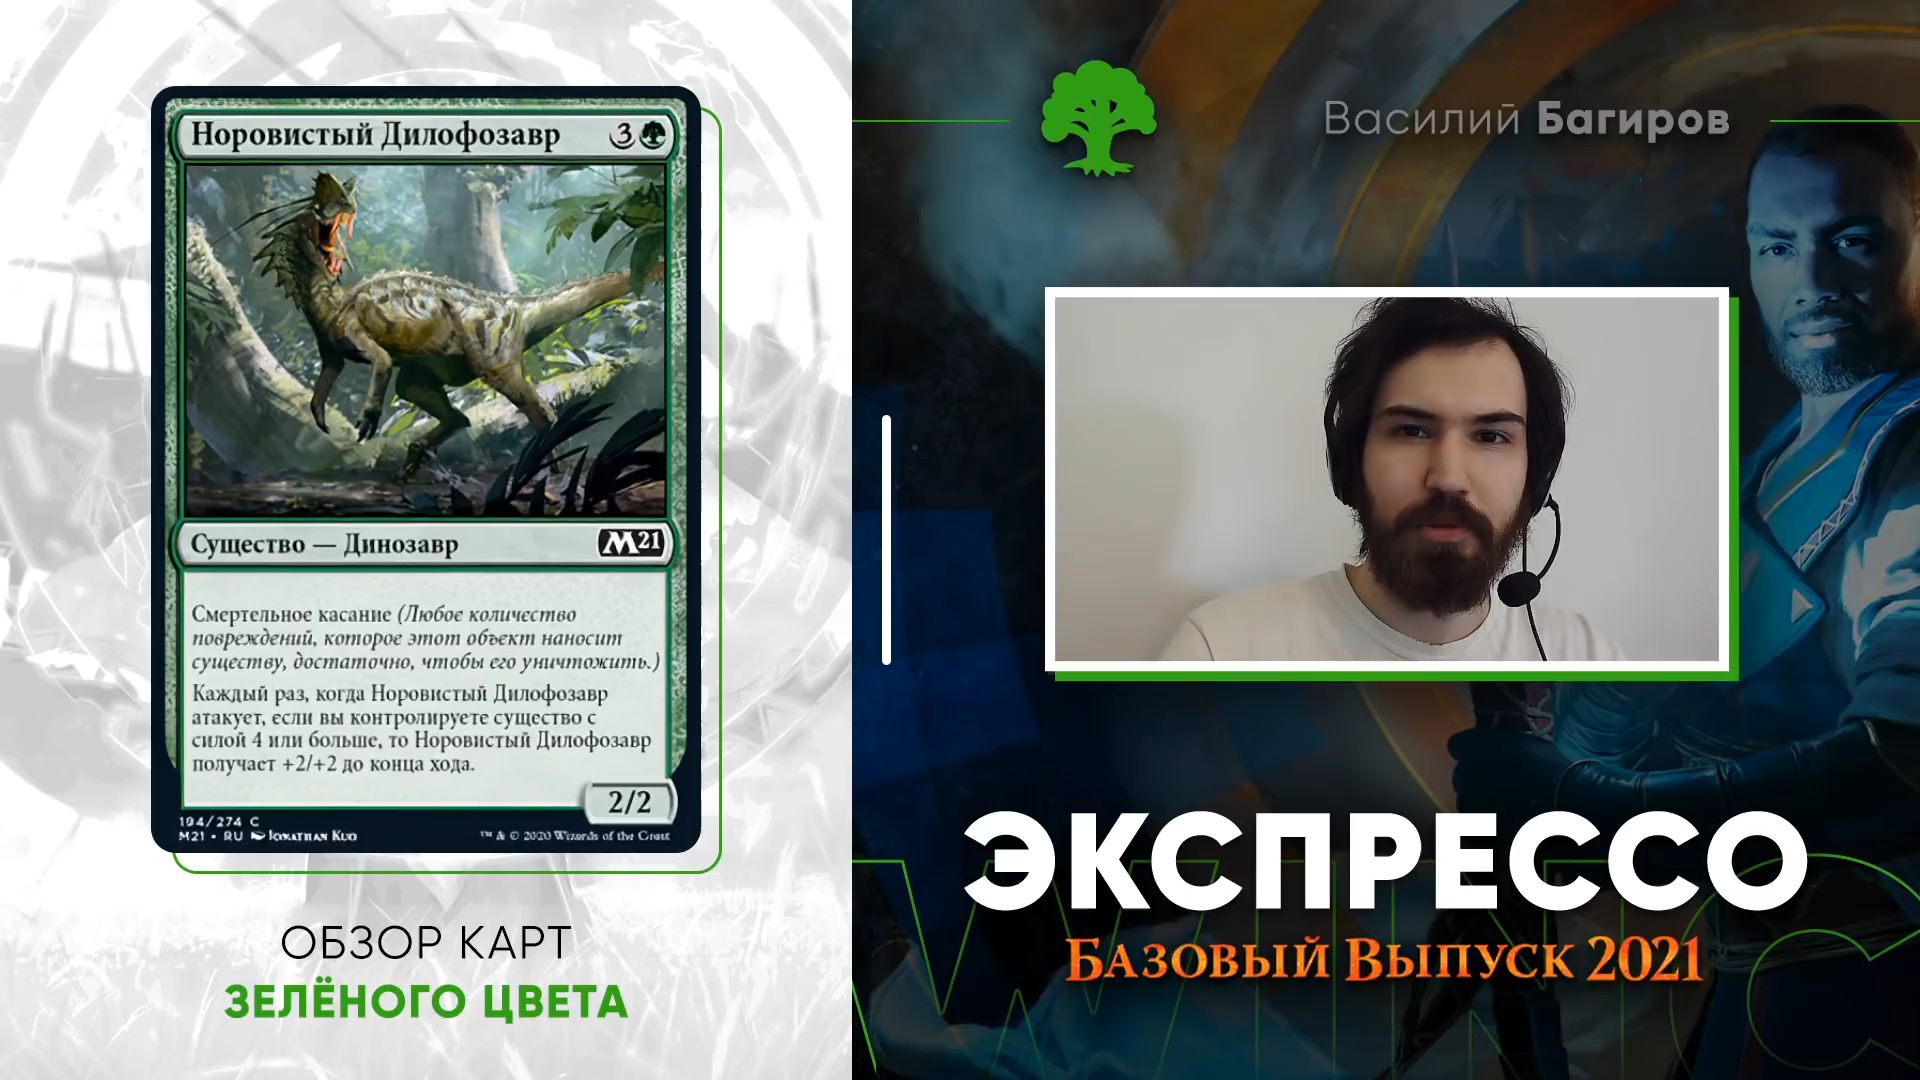 Норовистый Дилофозавр 3
Существо — Динозавр M21
Смертельное касание (Любое количество
повреждений, которое этот объект наносит
существу, достаточно, чтобы его уничтожить.)
Каждый раз, когда Норовистый Дилофозавр
атакует, если вы контролируете существо с
силой 4 или больше, то Норовистый Дилофозавр
получает +2/+2 до конца хода.
2/2
194/274 C
M21 • RU Jonathan Kuo
™ & © 2020 Wizards of the Coast
ОБЗОР КАРТ
ЗЕЛЁНОГО ЦВЕТА
Василий Багиров
ЭКСПРЕССО
Базовый Выпуск 2021